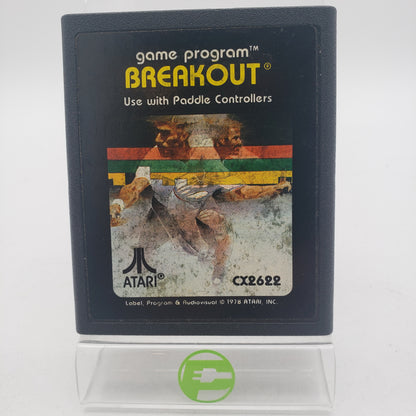 game program™
BREAKOUT®
Use with Paddle Controllers
ATARI®
CX2622
Label, Program & Audiovisual © 1978 ATARI, INC.